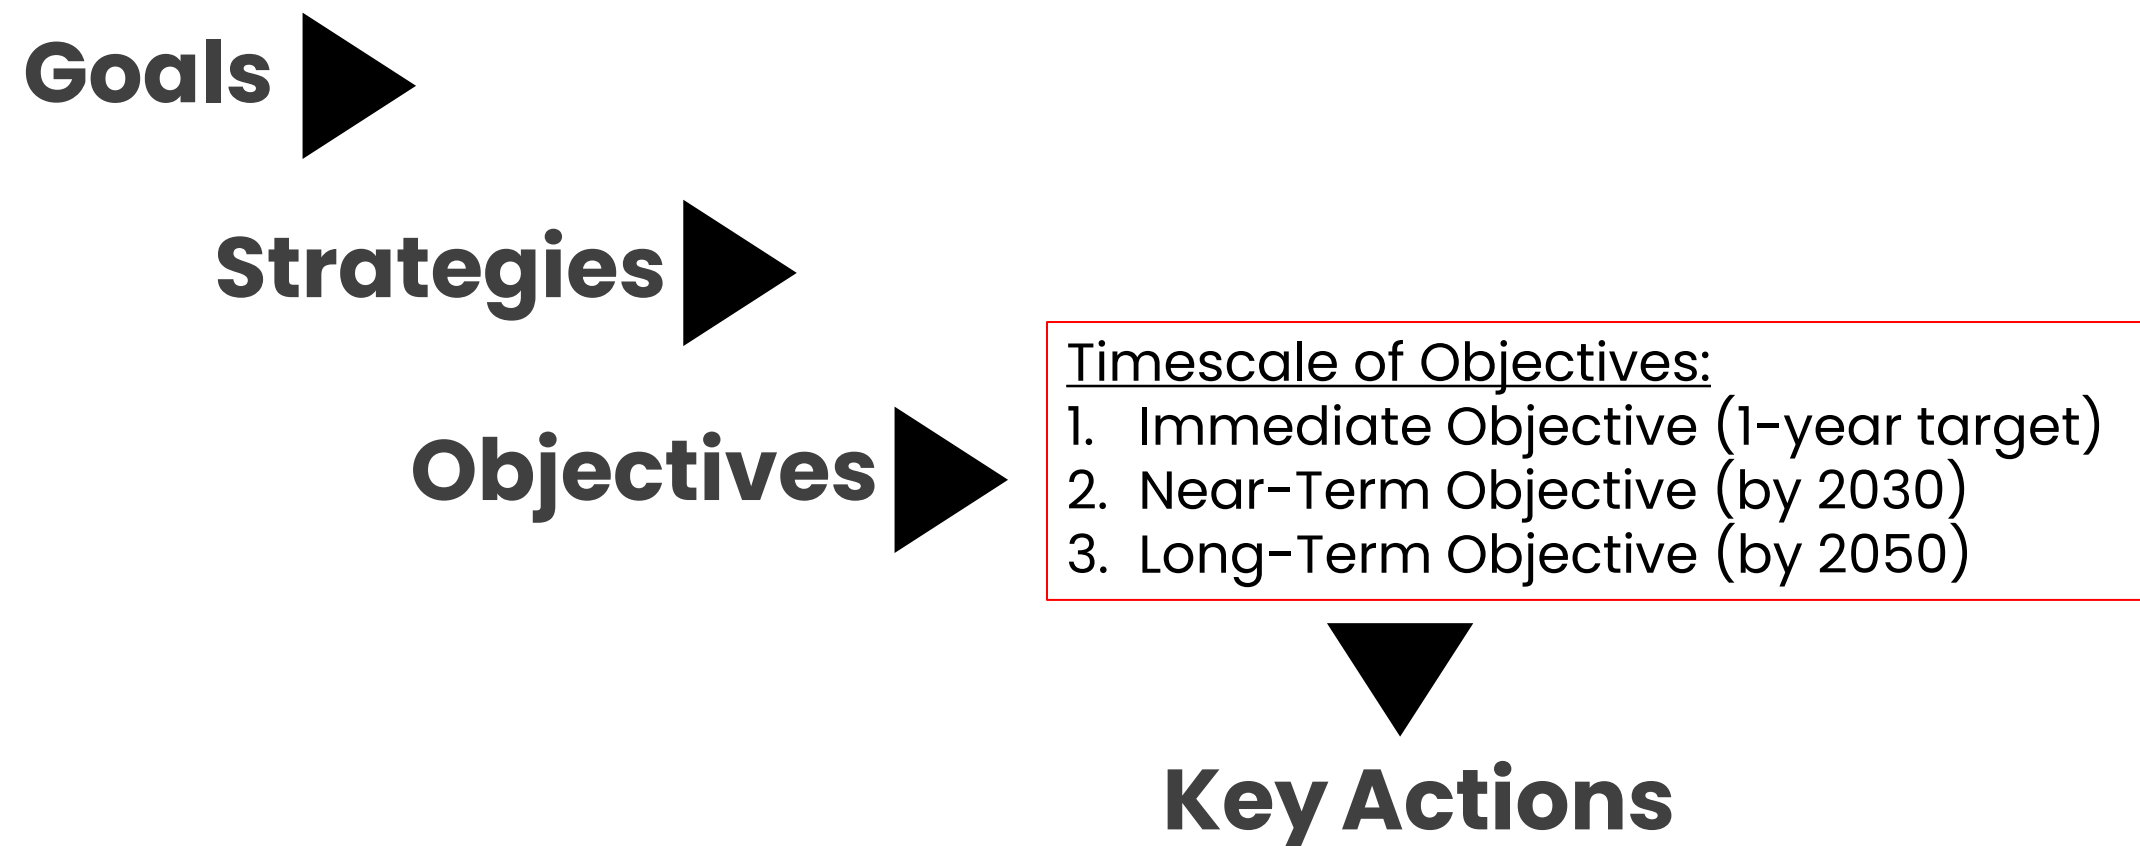 Goals
Strategies
Objectives
Timescale of Objectives:
1. Immediate Objective (1-year target)
2. Near-Term Objective (by 2030)
3. Long-Term Objective (by 2050)
Key Actions